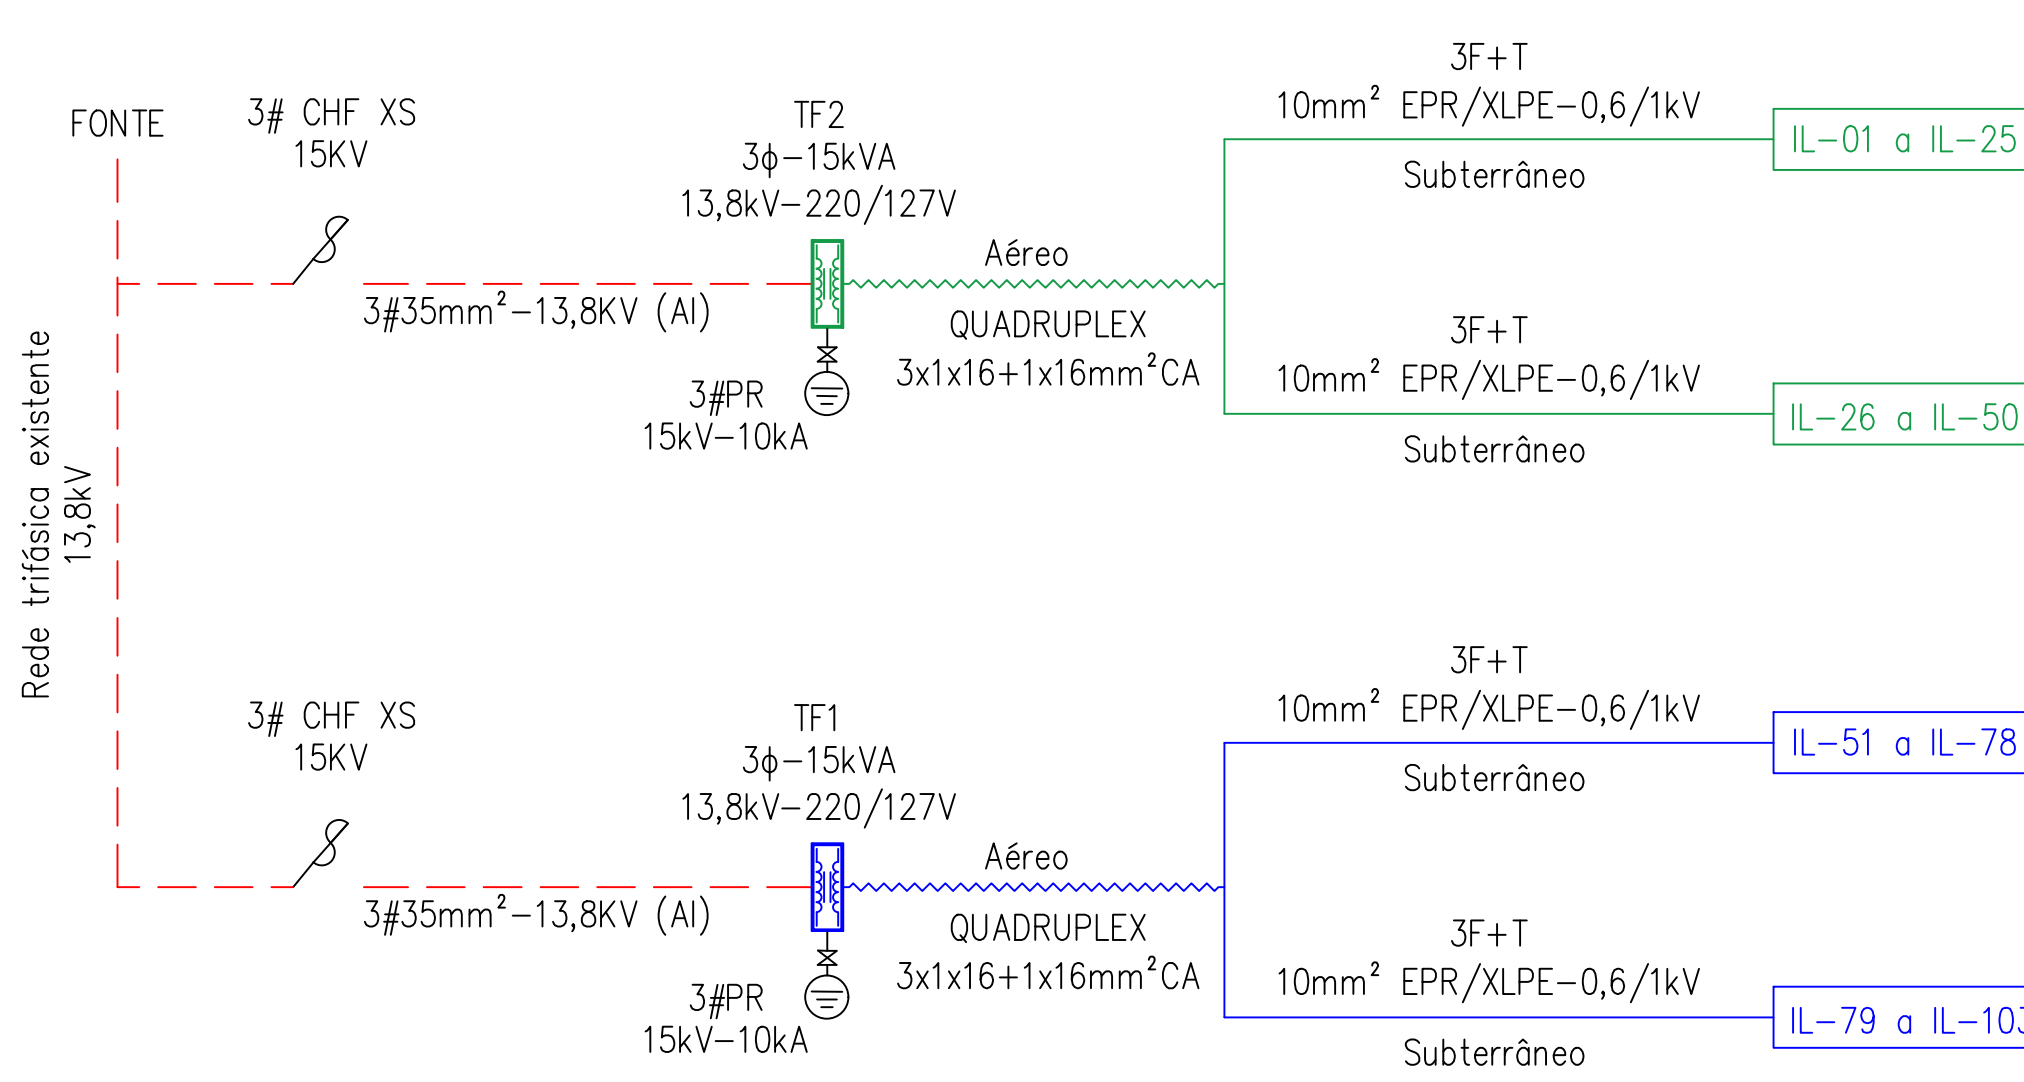 FONTE
3# CHF XS
15KV
3#35mm²-13,8KV (Al)
TF2
3ϕ-15kVA
13,8kV-220/127V
3#PR
15kV-10kA
Aéreo
QUADRUPLEX
3x1x16+1x16mm²CA
3F+T
10mm² EPR/XLPE-0,6/1kV
Subterrâneo
IL-01 a IL-25
3F+T
10mm² EPR/XLPE-0,6/1kV
Subterrâneo
IL-26 a IL-50
Rede trifásica existente
13,8kV
3# CHF XS
15KV
3#35mm²-13,8KV (Al)
TF1
3ϕ-15kVA
13,8kV-220/127V
3#PR
15kV-10kA
Aéreo
QUADRUPLEX
3x1x16+1x16mm²CA
3F+T
10mm² EPR/XLPE-0,6/1kV
Subterrâneo
IL-51 a IL-78
3F+T
10mm² EPR/XLPE-0,6/1kV
Subterrâneo
IL-79 a IL-103